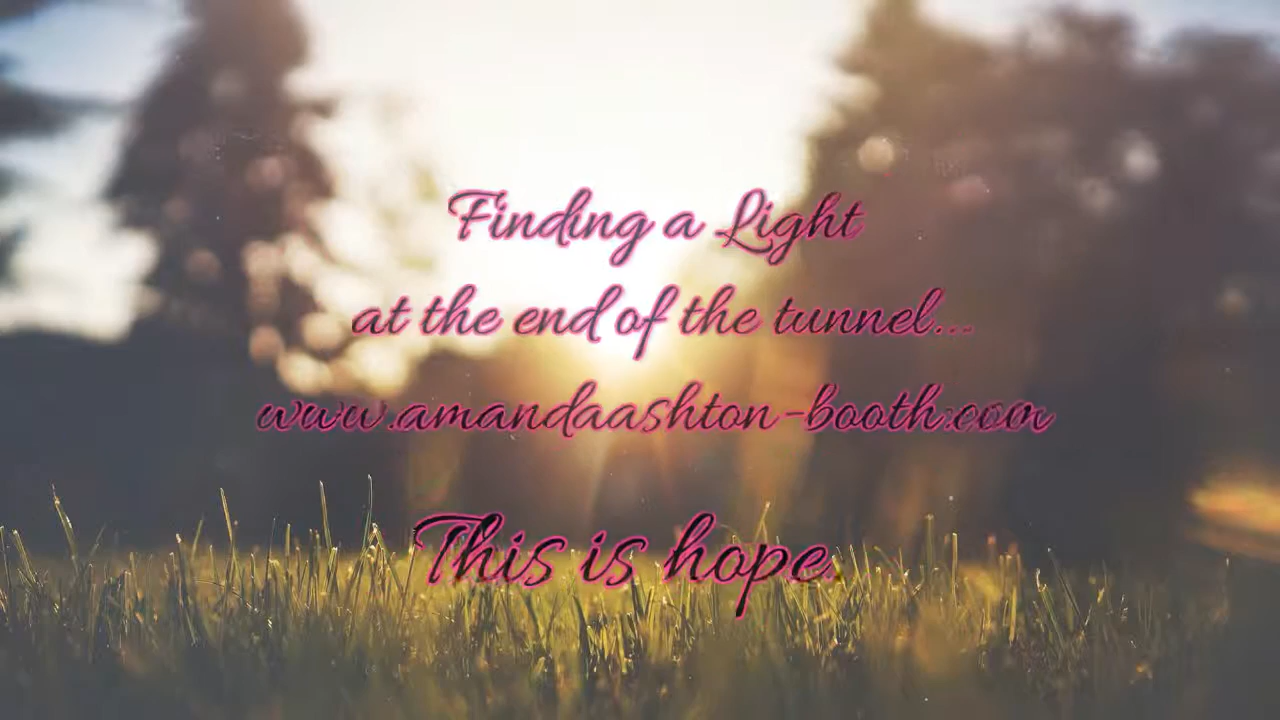 Finding a Light
at the end of the tunnel...
www.amandaashton-booth.com
This is hope.